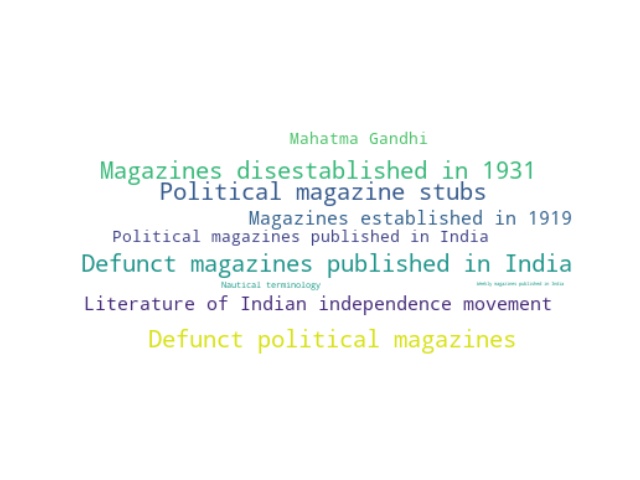 Mahatma Gandhi
Magazines disestablished in 1931
Political magazine stubs
Magazines established in 1919
Political magazines published in India
Defunct magazines published in India
Nautical terminology
Weekly magazines published in India
Literature of Indian independence movement
Defunct political magazines